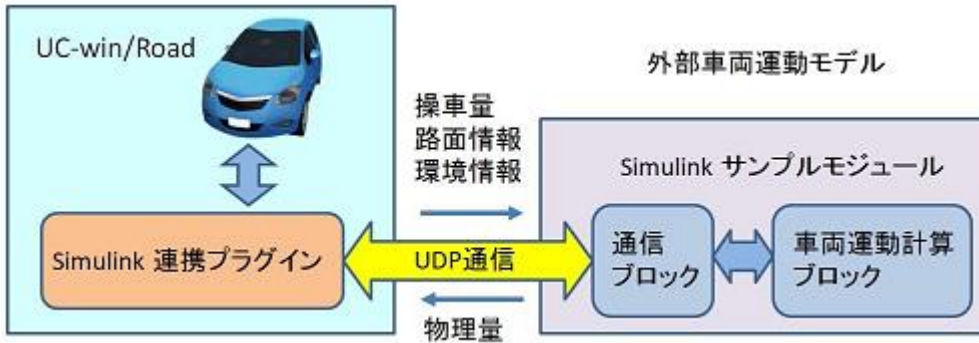 UC-win/Road
外部車両運動モデル
操車量
路面情報
環境情報
Simulink サンプルモジュール
Simulink 連携プラグイン
UDP通信
通信
ブロック
車両運動計算
ブロック
物理量